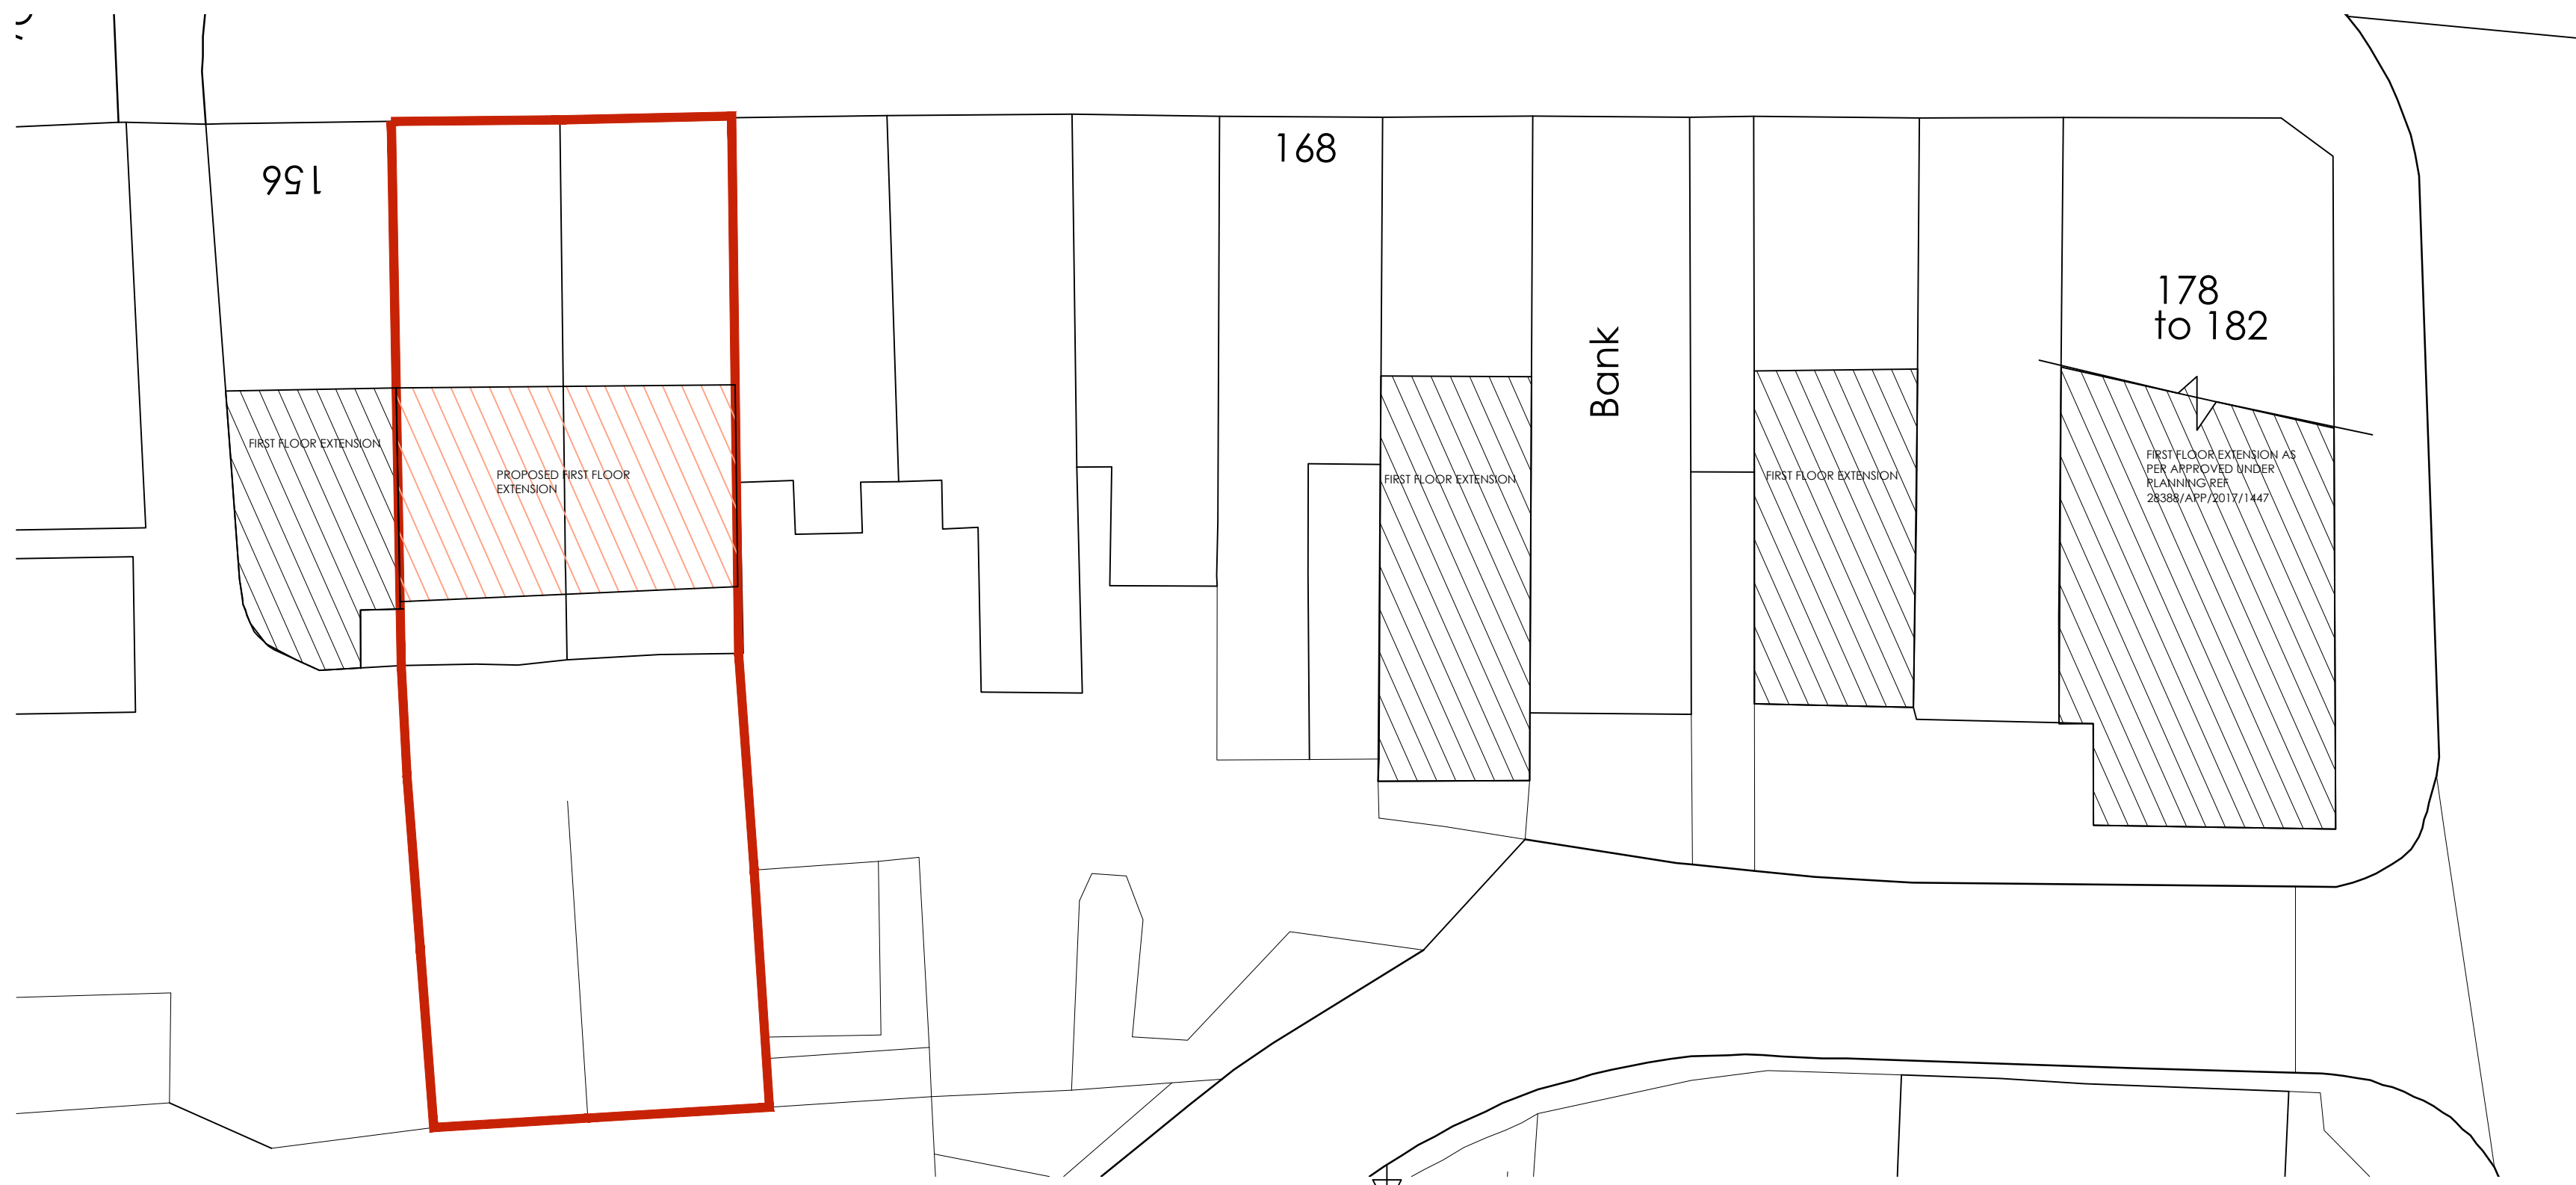 156
168
Bank
178
to 182
FIRST FLOOR EXTENSION
PROPOSED FIRST FLOOR
EXTENSION
FIRST FLOOR EXTENSION
FIRST FLOOR EXTENSION
FIRST FLOOR EXTENSION AS
PER APPROVED UNDER
PLANNING REF
28388/APP/2017/1447